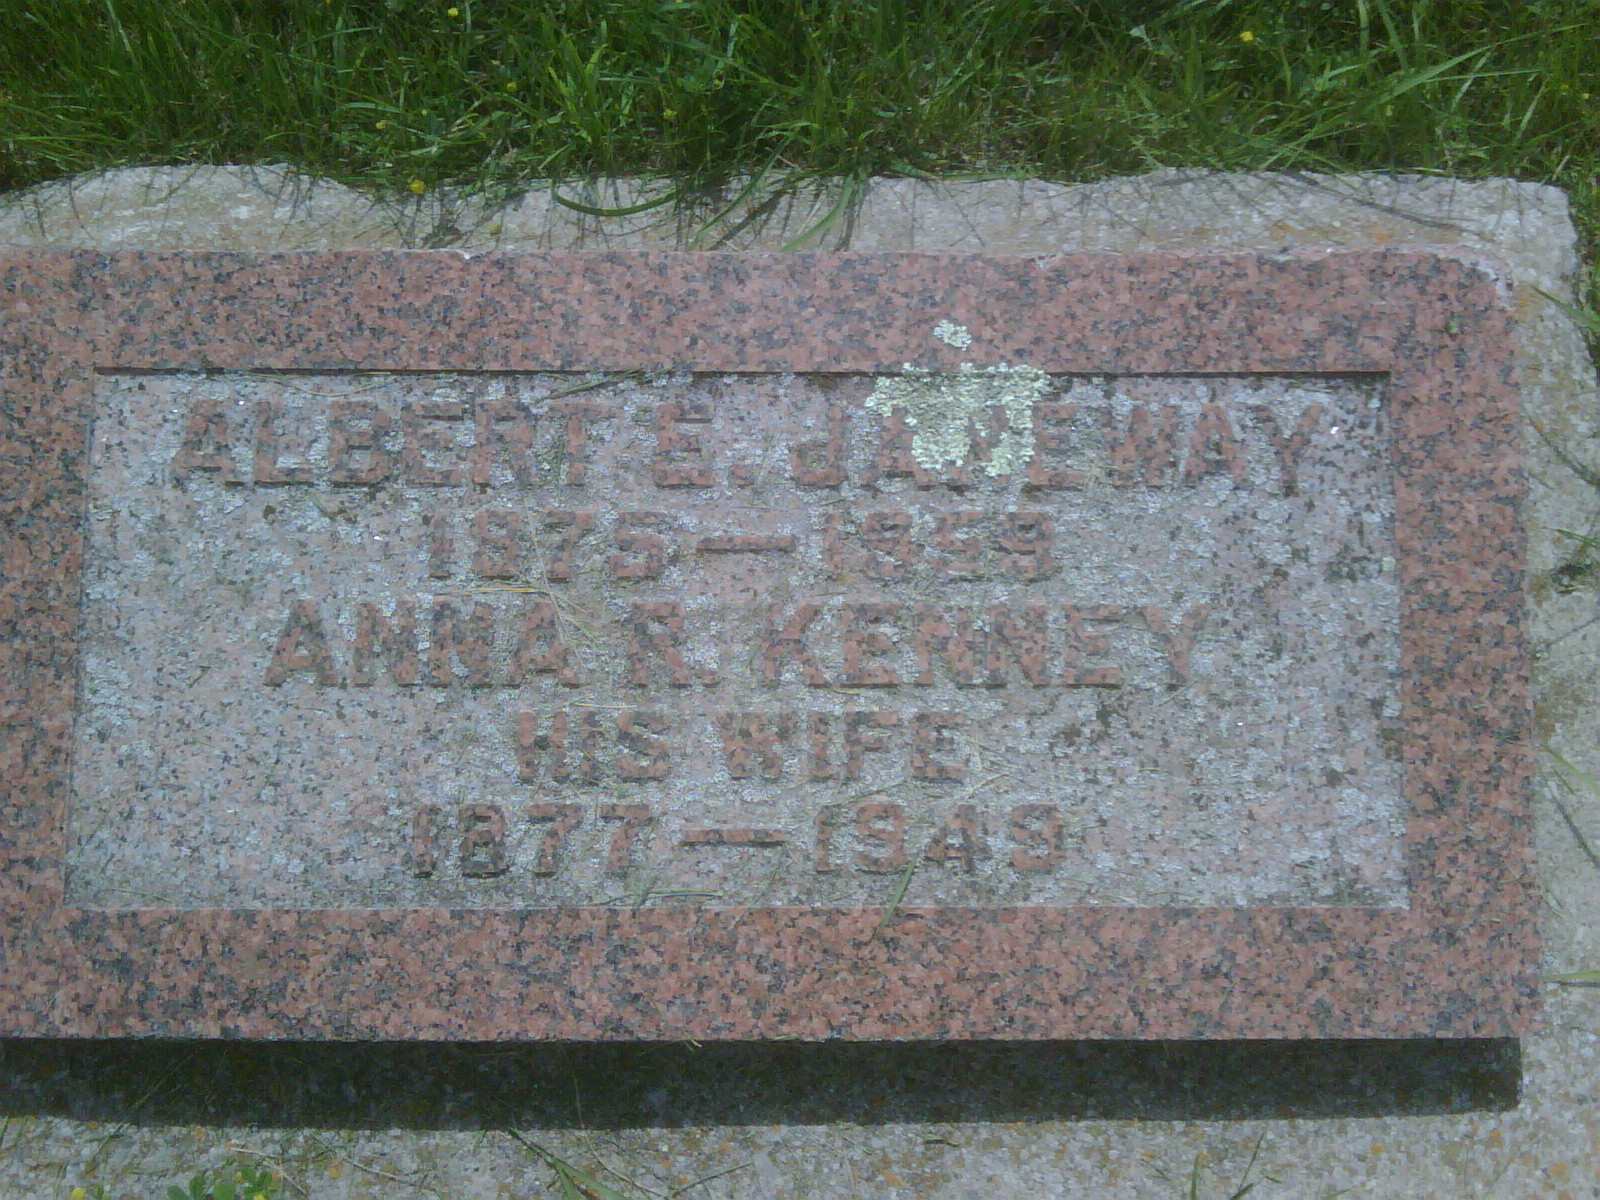 ALBERT E. JANEWAY
1875—1959
ANNA R. KENNEY
HIS WIFE
1877—1949